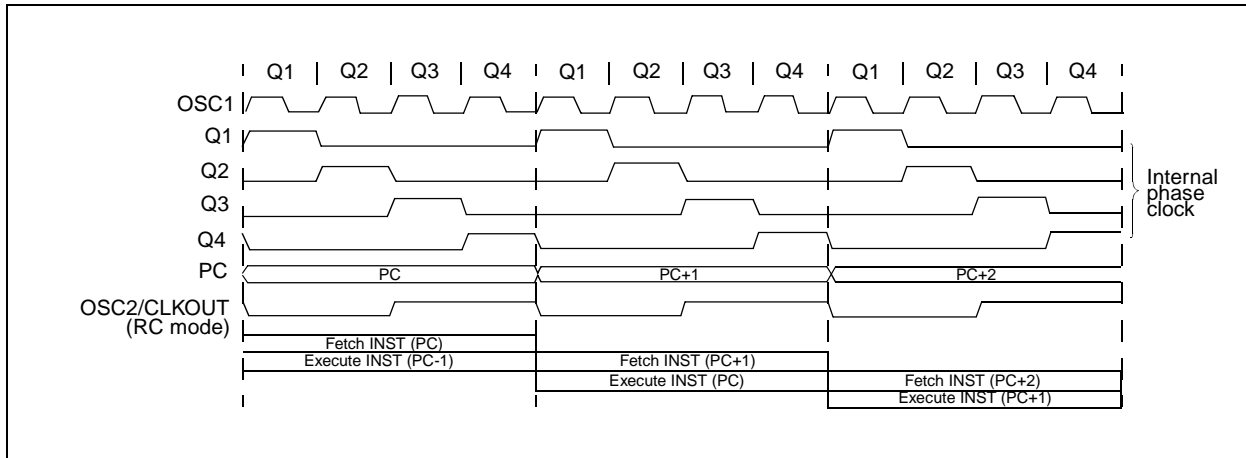 Q1 Q2 Q3 Q4 Q1 Q2 Q3 Q4 Q1 Q2 Q3 Q4
OSC1
Q1
Q2
Q3
Q4
Internal
phase
clock
PC PC PC+1 PC+2
OSC2/CLKOUT
(RC mode)
Fetch INST (PC)
Execute INST (PC-1) Fetch INST (PC+1)
Execute INST (PC) Fetch INST (PC+2)
Execute INST (PC+1)